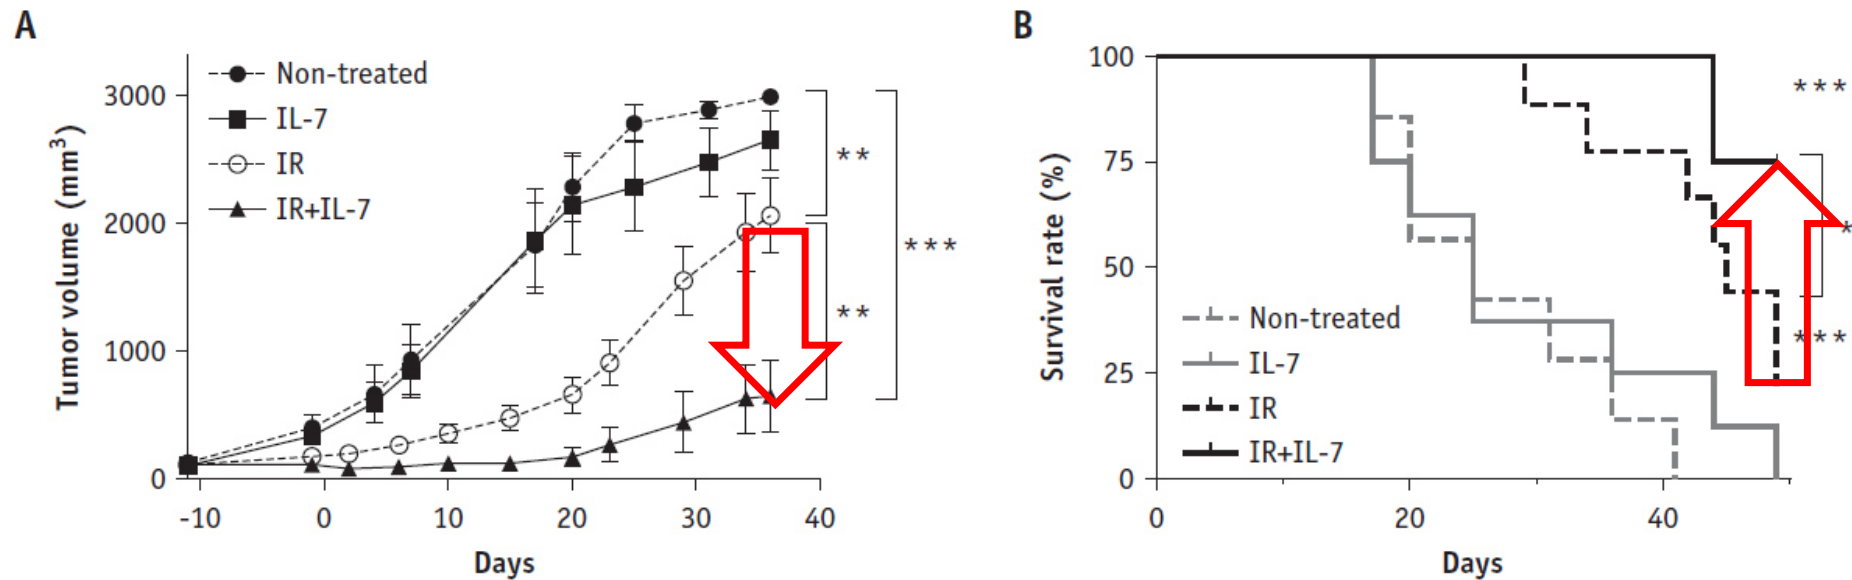 A
Tumor volume (mm³)
3000
2000
1000
0
-10 0 10 20 30 40
Days
Non-treated
IL-7
IR
IR+IL-7
**
**
***
B
Survival rate (%)
100
75
50
25
0
0 20 40
Days
Non-treated
IL-7
IR
IR+IL-7
***
*
***